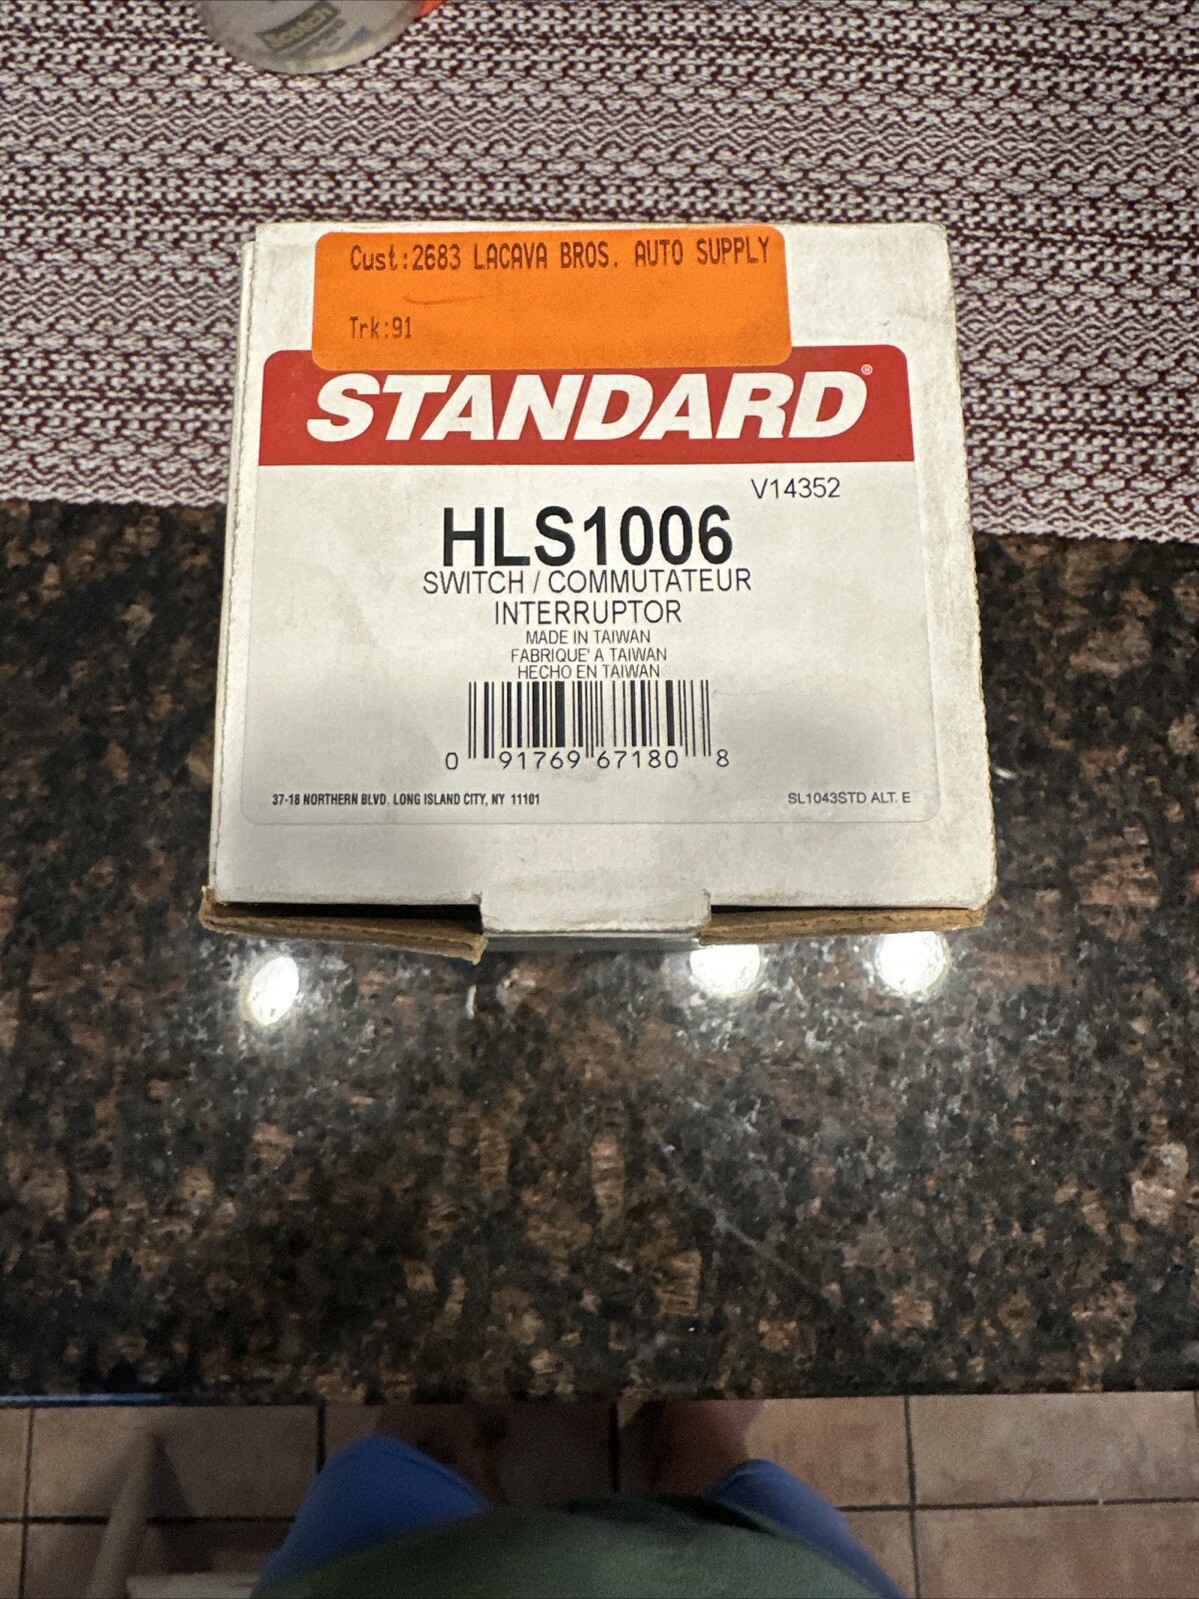 Scotch
Cust:2683 LACAVA BROS. AUTO SUPPLY
Trk:91
STANDARD®
V14352
HLS1006
SWITCH / COMMUTATEUR
INTERRUPTOR
MADE IN TAIWAN
FABRIQUE' A TAIWAN
HECHO EN TAIWAN
0 91769 67180 8
37-18 NORTHERN BLVD. LONG ISLAND CITY, NY 11101
SL1043STD ALT. E